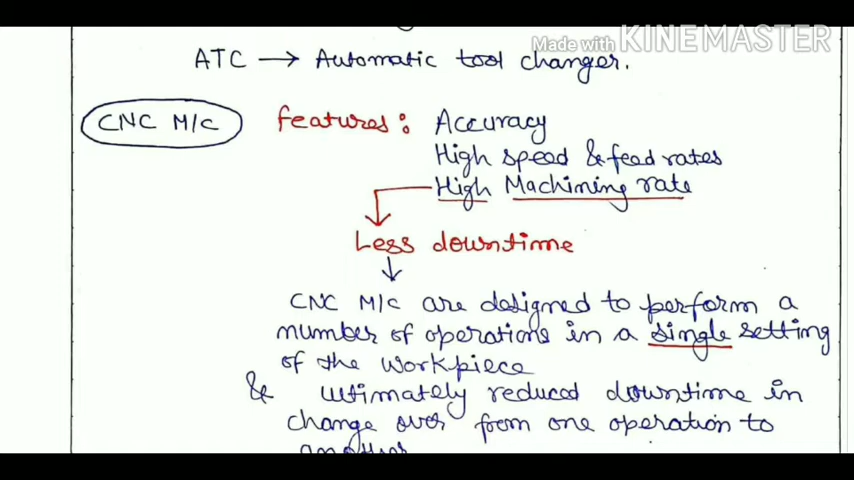 Made with KINEMASTER
ATC → Automatic tool changer.
CNC M/C features: Accuracy
High speed & feed rates
High Machining rate
Less downtime
CNC M/C are designed to perform a
number of operations in a single setting
of the workpiece
& ultimately reduced downtime in
change over from one operation to
another